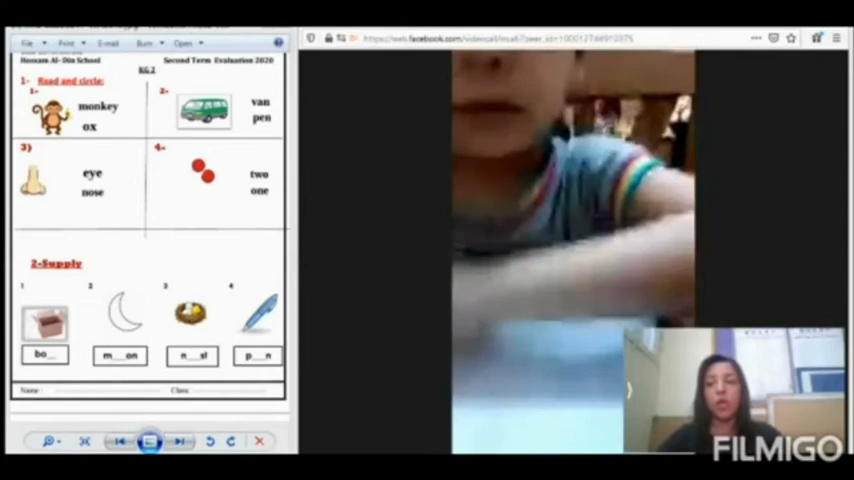 File Print E-mail Burn Open
Hossam Al- Din School Second Term Evaluation 2020
KG 2
1- Read and circle:
1- 2-
monkey van
ox pen
3) 4-
eye two
nose one
2-Supply
1 2 3 4
bo__ m__on n__st p__n
Name : Class
FILMIGO